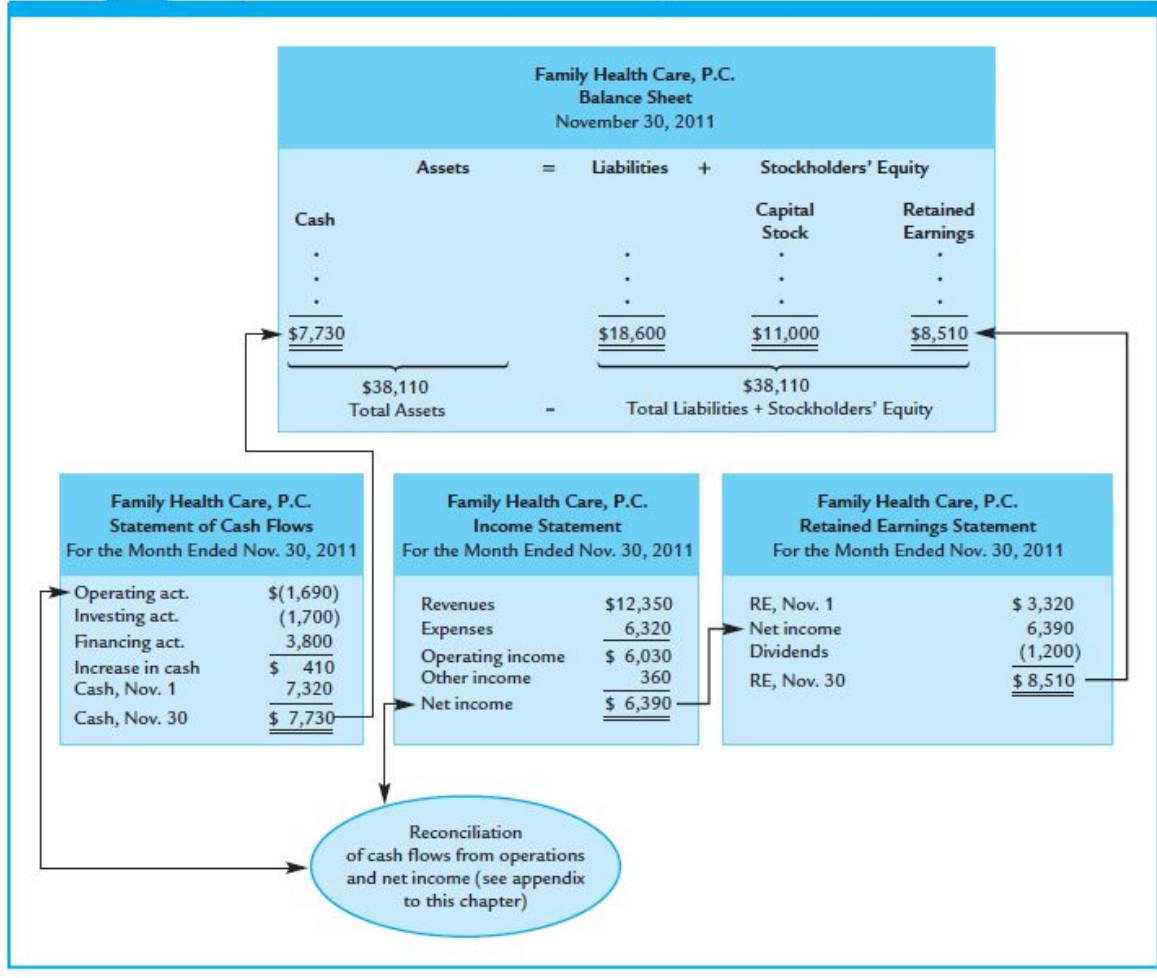 Family Health Care, P.C.
Balance Sheet
November 30, 2011
Assets = Liabilities + Stockholders' Equity
Cash Capital Stock Retained Earnings
$7,730 $18,600 $11,000 $8,510
$38,110 $38,110
Total Assets - Total Liabilities + Stockholders' Equity
Family Health Care, P.C.
Statement of Cash Flows
For the Month Ended Nov. 30, 2011
Operating act. $(1,690)
Investing act. (1,700)
Financing act. 3,800
Increase in cash $ 410
Cash, Nov. 1 7,320
Cash, Nov. 30 $ 7,730
Family Health Care, P.C.
Income Statement
For the Month Ended Nov. 30, 2011
Revenues $12,350
Expenses 6,320
Operating income $ 6,030
Other income 360
Net income $ 6,390
Family Health Care, P.C.
Retained Earnings Statement
For the Month Ended Nov. 30, 2011
RE, Nov. 1 $ 3,320
Net income 6,390
Dividends (1,200)
RE, Nov. 30 $ 8,510
Reconciliation
of cash flows from operations
and net income (see appendix
to this chapter)